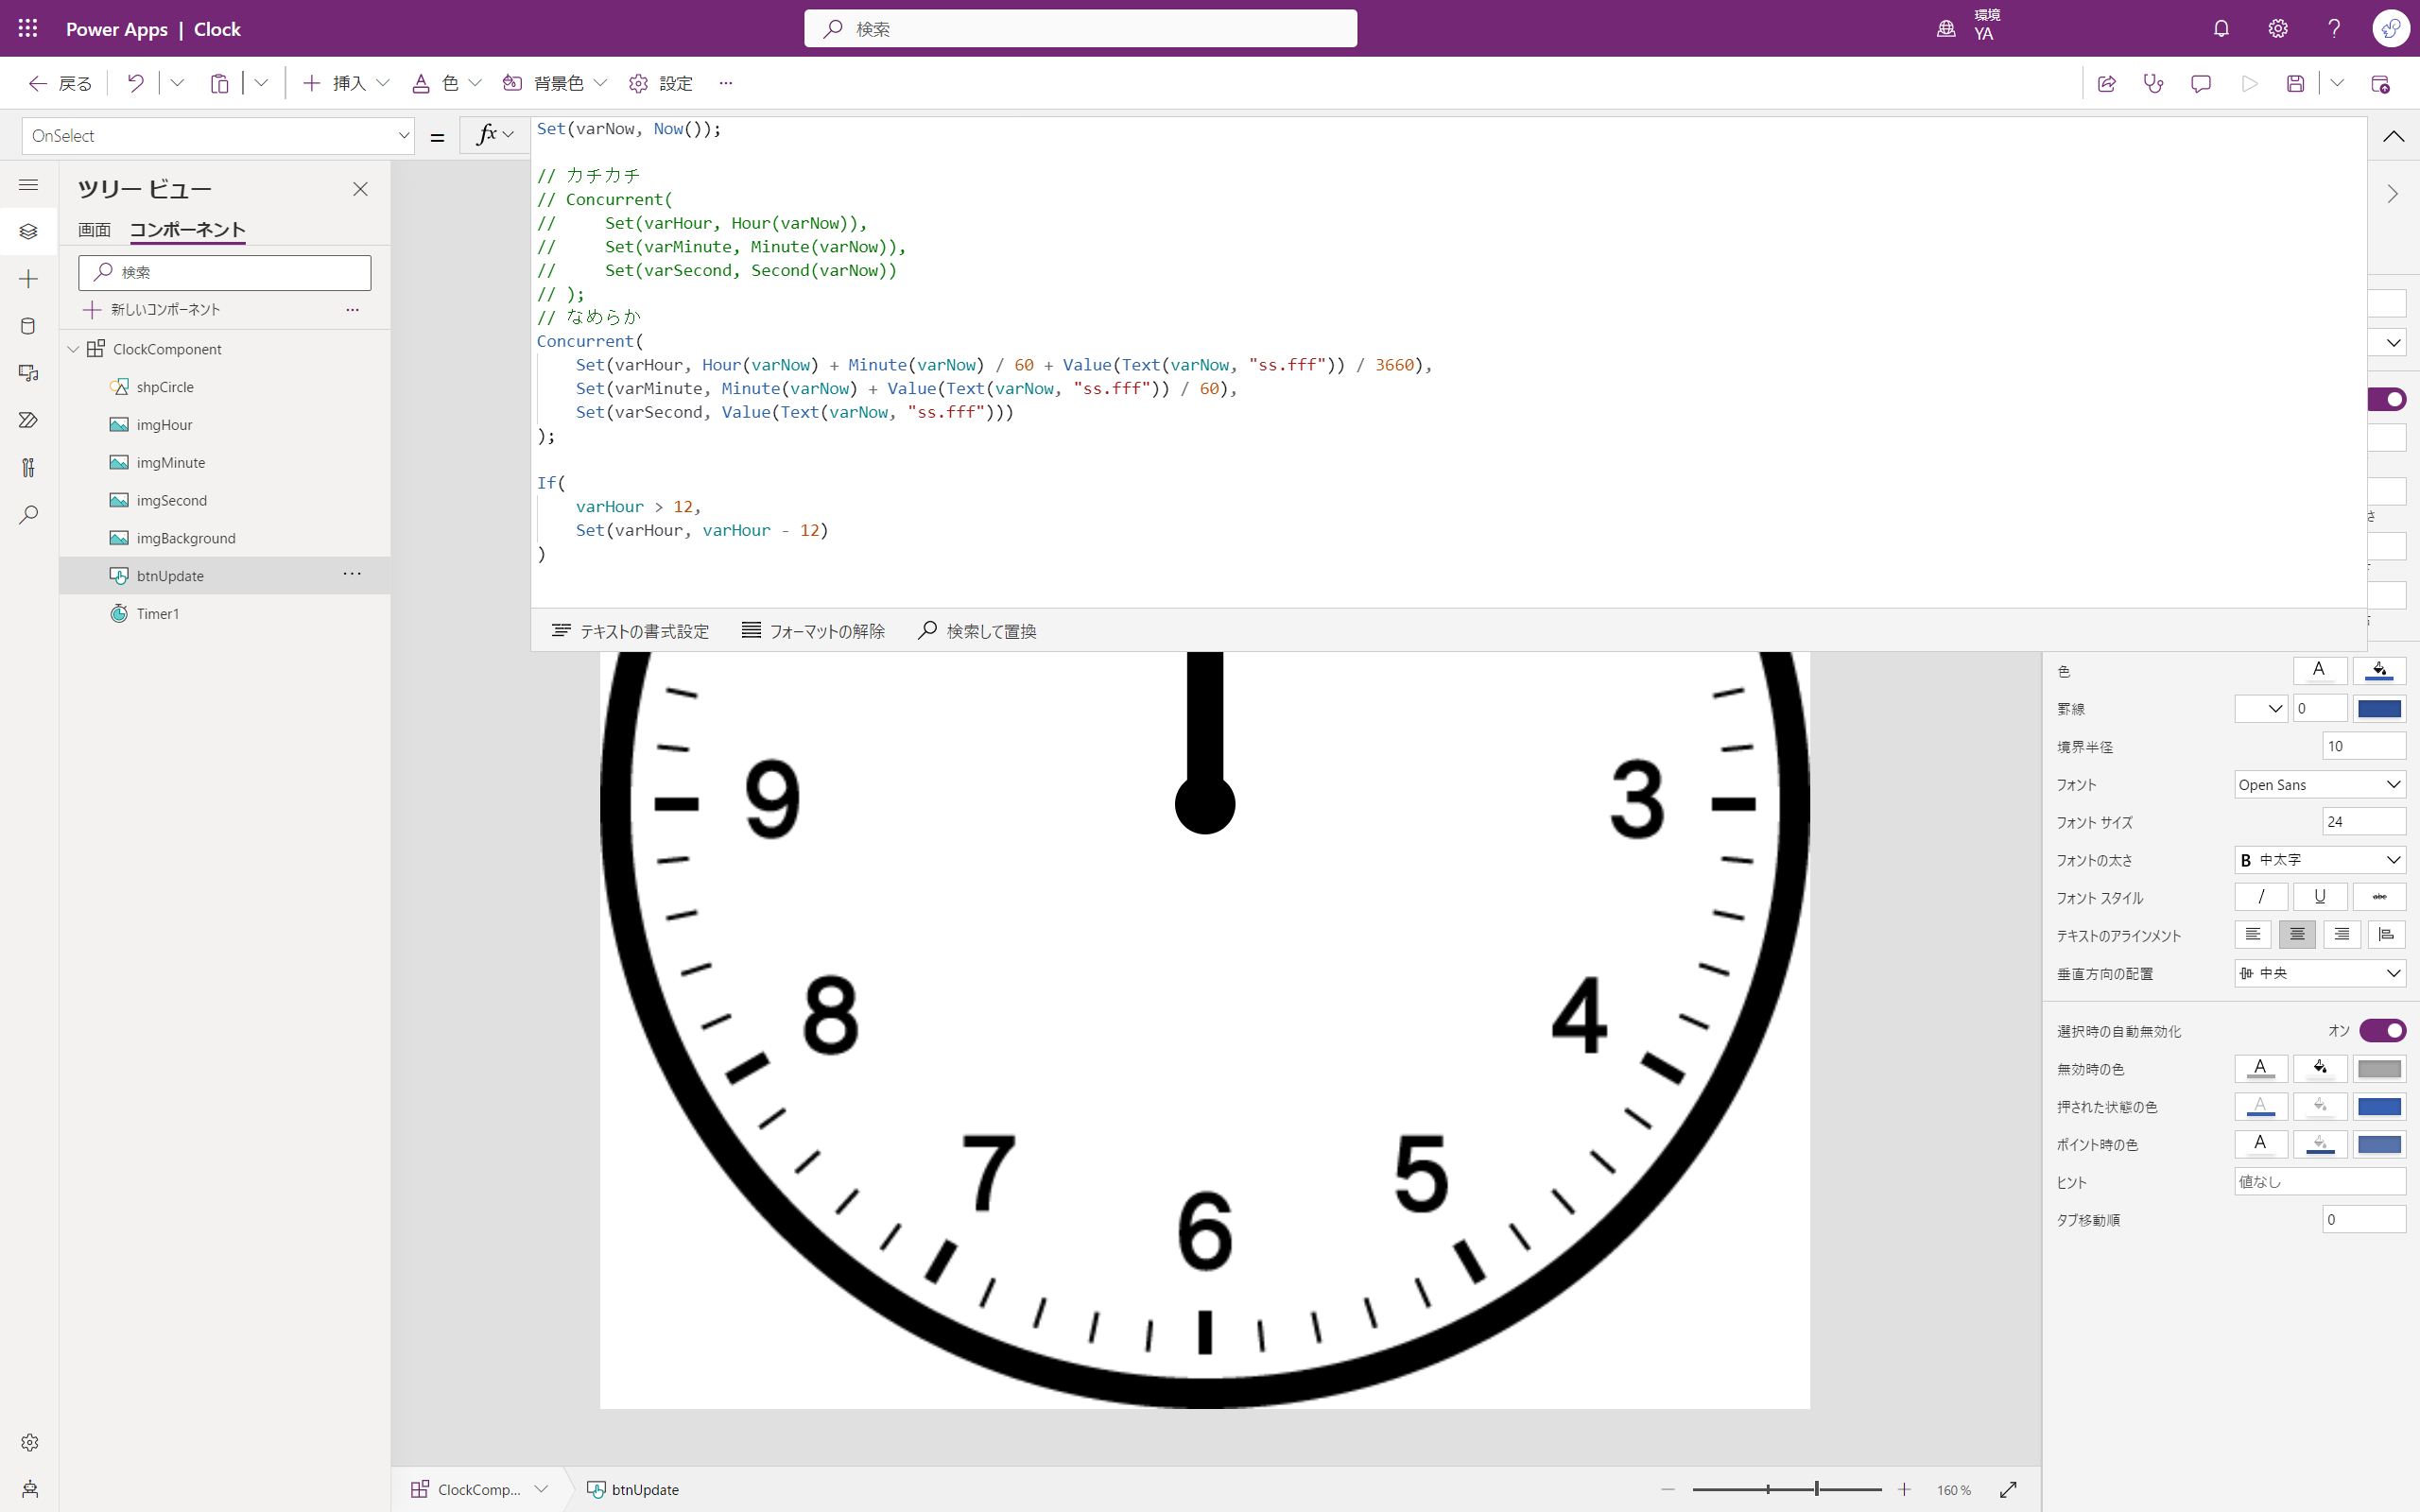 Power Apps | Clock
検索
環境
YA
戻る
挿入
色
背景色
設定
OnSelect
=
fx
Set(varNow, Now());
// カチカチ
// Concurrent(
//     Set(varHour, Hour(varNow)),
//     Set(varMinute, Minute(varNow)),
//     Set(varSecond, Second(varNow))
// );
// なめらか
Concurrent(
    Set(varHour, Hour(varNow) + Minute(varNow) / 60 + Value(Text(varNow, "ss.fff")) / 3660),
    Set(varMinute, Minute(varNow) + Value(Text(varNow, "ss.fff")) / 60),
    Set(varSecond, Value(Text(varNow, "ss.fff")))
);
If(
    varHour > 12,
    Set(varHour, varHour - 12)
)
テキストの書式設定
フォーマットの解除
検索して置換
ツリー ビュー
画面
コンポーネント
検索
新しいコンポーネント
ClockComponent
shpCircle
imgHour
imgMinute
imgSecond
imgBackground
btnUpdate
Timer1
9
3
8
4
7
5
6
色
罫線
0
境界半径
10
フォント
Open Sans
フォント サイズ
24
フォントの太さ
B 中太字
フォント スタイル
テキストのアラインメント
垂直方向の配置
中央
選択時の自動無効化
オン
無効時の色
押された状態の色
ポイント時の色
ヒント
値なし
タブ移動順
0
ClockComp...
btnUpdate
160 %